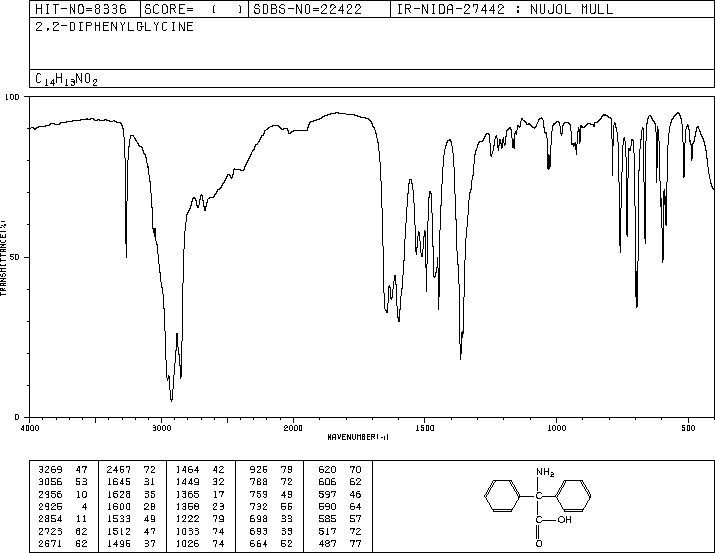 HIT-NO=8336 SCORE= ( ) SDBS-NO=22422 IR-NIDA-27442 : NUJOL MULL
2,2-DIPHENYLGLYCINE
C14H13NO2
100
50
0
TRANSMITTANCE(%)
4000 3000 2000 1500 1000 500
WAVENUMBER(-1)
3269 47 2467 72 1464 42 926 79 620 70
3056 53 1645 31 1449 32 788 72 606 62
2956 10 1628 35 1365 17 759 49 597 46
2925 4 1600 28 1358 23 732 55 590 64
2854 11 1533 49 1222 79 698 33 585 57
2723 62 1512 47 1033 74 693 39 517 72
2671 62 1496 37 1026 74 664 52 487 77
NH2
C
C OH
O